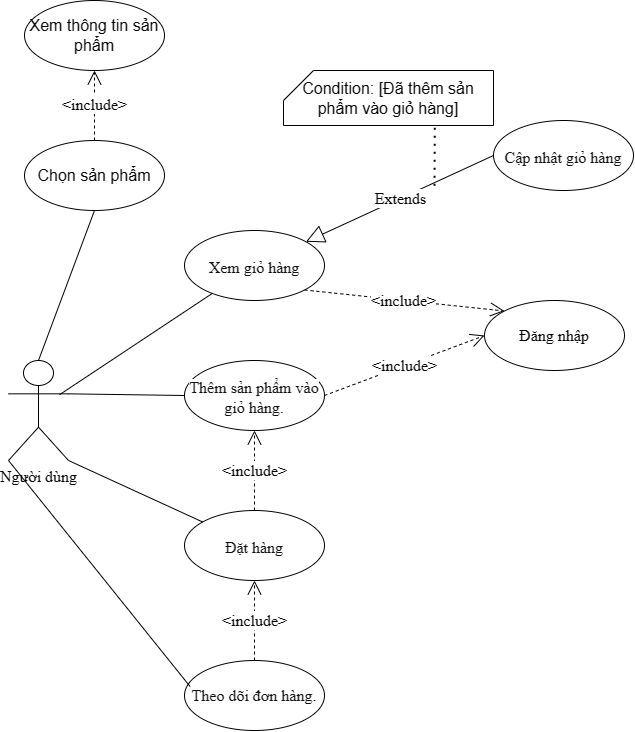 Xem thông tin sản
phẩm
<include>
Condition: [Đã thêm sản
phẩm vào giỏ hàng]
Chọn sản phẩm
Cập nhật giỏ hàng
Extends
Xem giỏ hàng
<include>
Đăng nhập
<include>
Thêm sản phẩm vào
giỏ hàng.
<include>
Người dùng
Đặt hàng
<include>
Theo dõi đơn hàng.